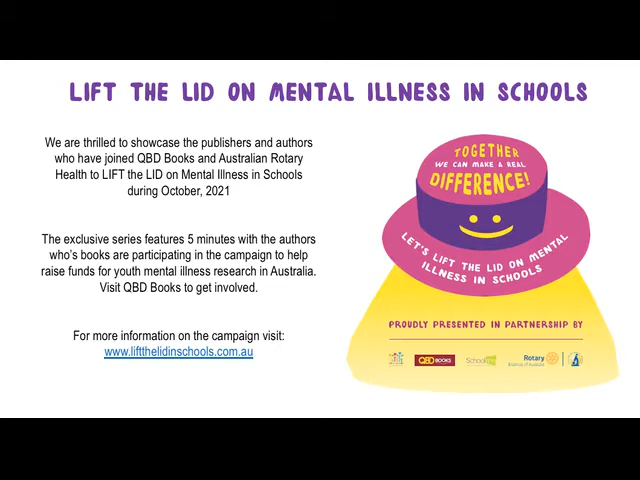 LIFT THE LID ON MENTAL ILLNESS IN SCHOOLS
We are thrilled to showcase the publishers and authors
who have joined QBD Books and Australian Rotary
Health to LIFT the LID on Mental Illness in Schools
during October, 2021
The exclusive series features 5 minutes with the authors
who's books are participating in the campaign to help
raise funds for youth mental illness research in Australia.
Visit QBD Books to get involved.
For more information on the campaign visit:
www.liftthelidinschools.com.au
TOGETHER
WE CAN MAKE A REAL
DIFFERENCE!
LET'S LIFT THE LID ON MENTAL
ILLNESS IN SCHOOLS
PROUDLY PRESENTED IN PARTNERSHIP BY
QBD BOOKS
School
Rotary